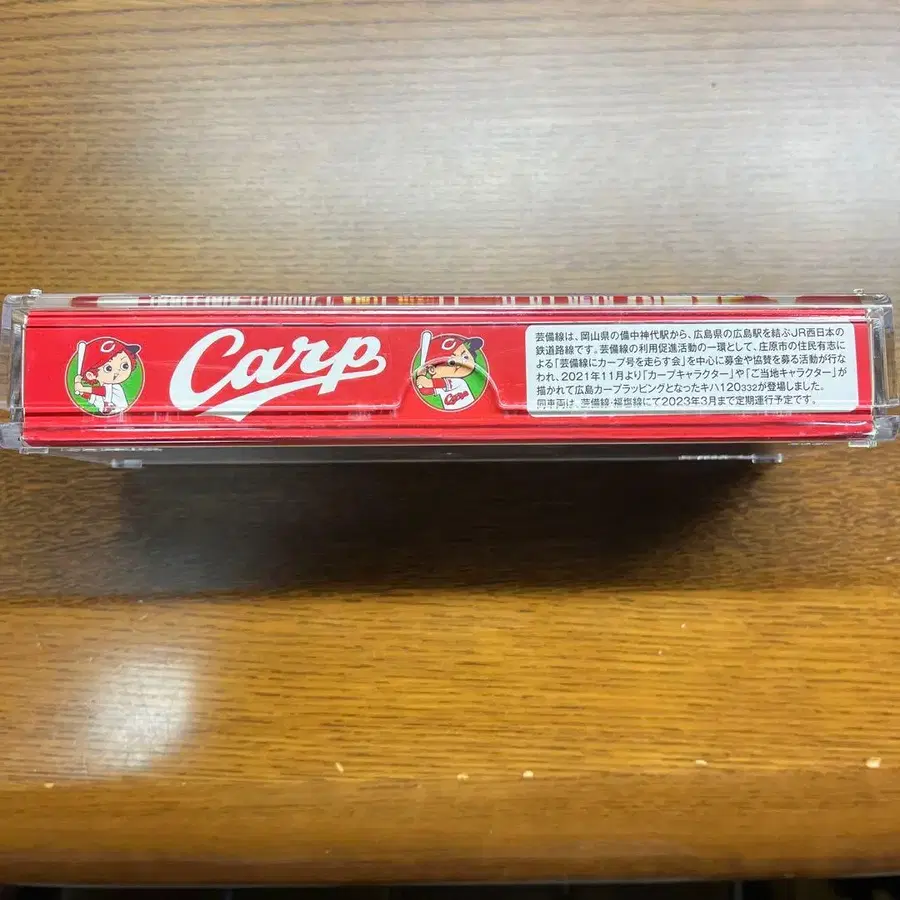 Carp
芸備線は、岡山県の備中神代駅から、広島県の広島駅を結ぶJR西日本の
鉄道路線です。芸備線の利用促進活動の一環として、庄原市の住民有志に
よる「芸備線にカープ号を走らす会」を中心に募金や協賛を募る活動が行な
われ、2021年11月より「カープキャラクター」や「ご当地キャラクター」が
描かれて広島カープラッピングとなったキハ120 332が登場しました。
同車両は、芸備線・福塩線にて2023年3月まで定期運行予定です。
C
Carp